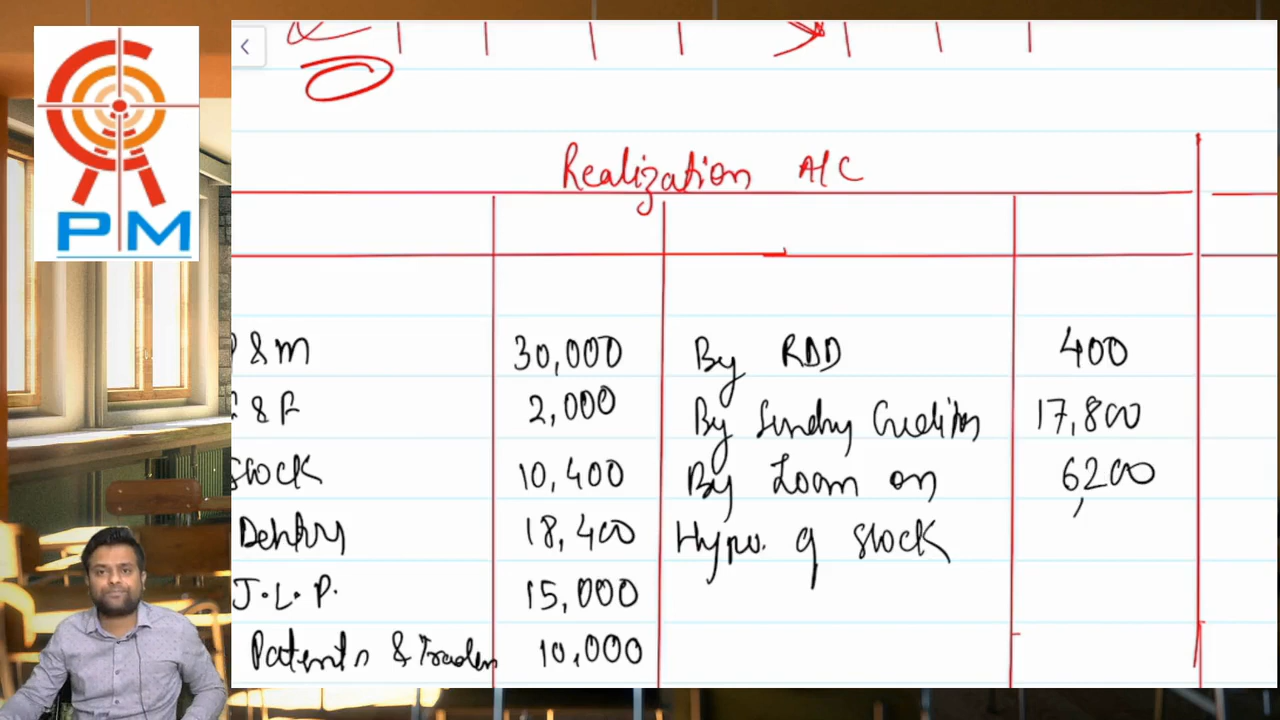 PM
Realization A/C
& M 30,000 By RDD 400
& F 2,000 By Sundry Creditors 17,800
Stock 10,400 By Loan on 6,200
Debtors 18,400 Hypo. of Stock
J.L.P. 15,000
Patents & Tradem 10,000